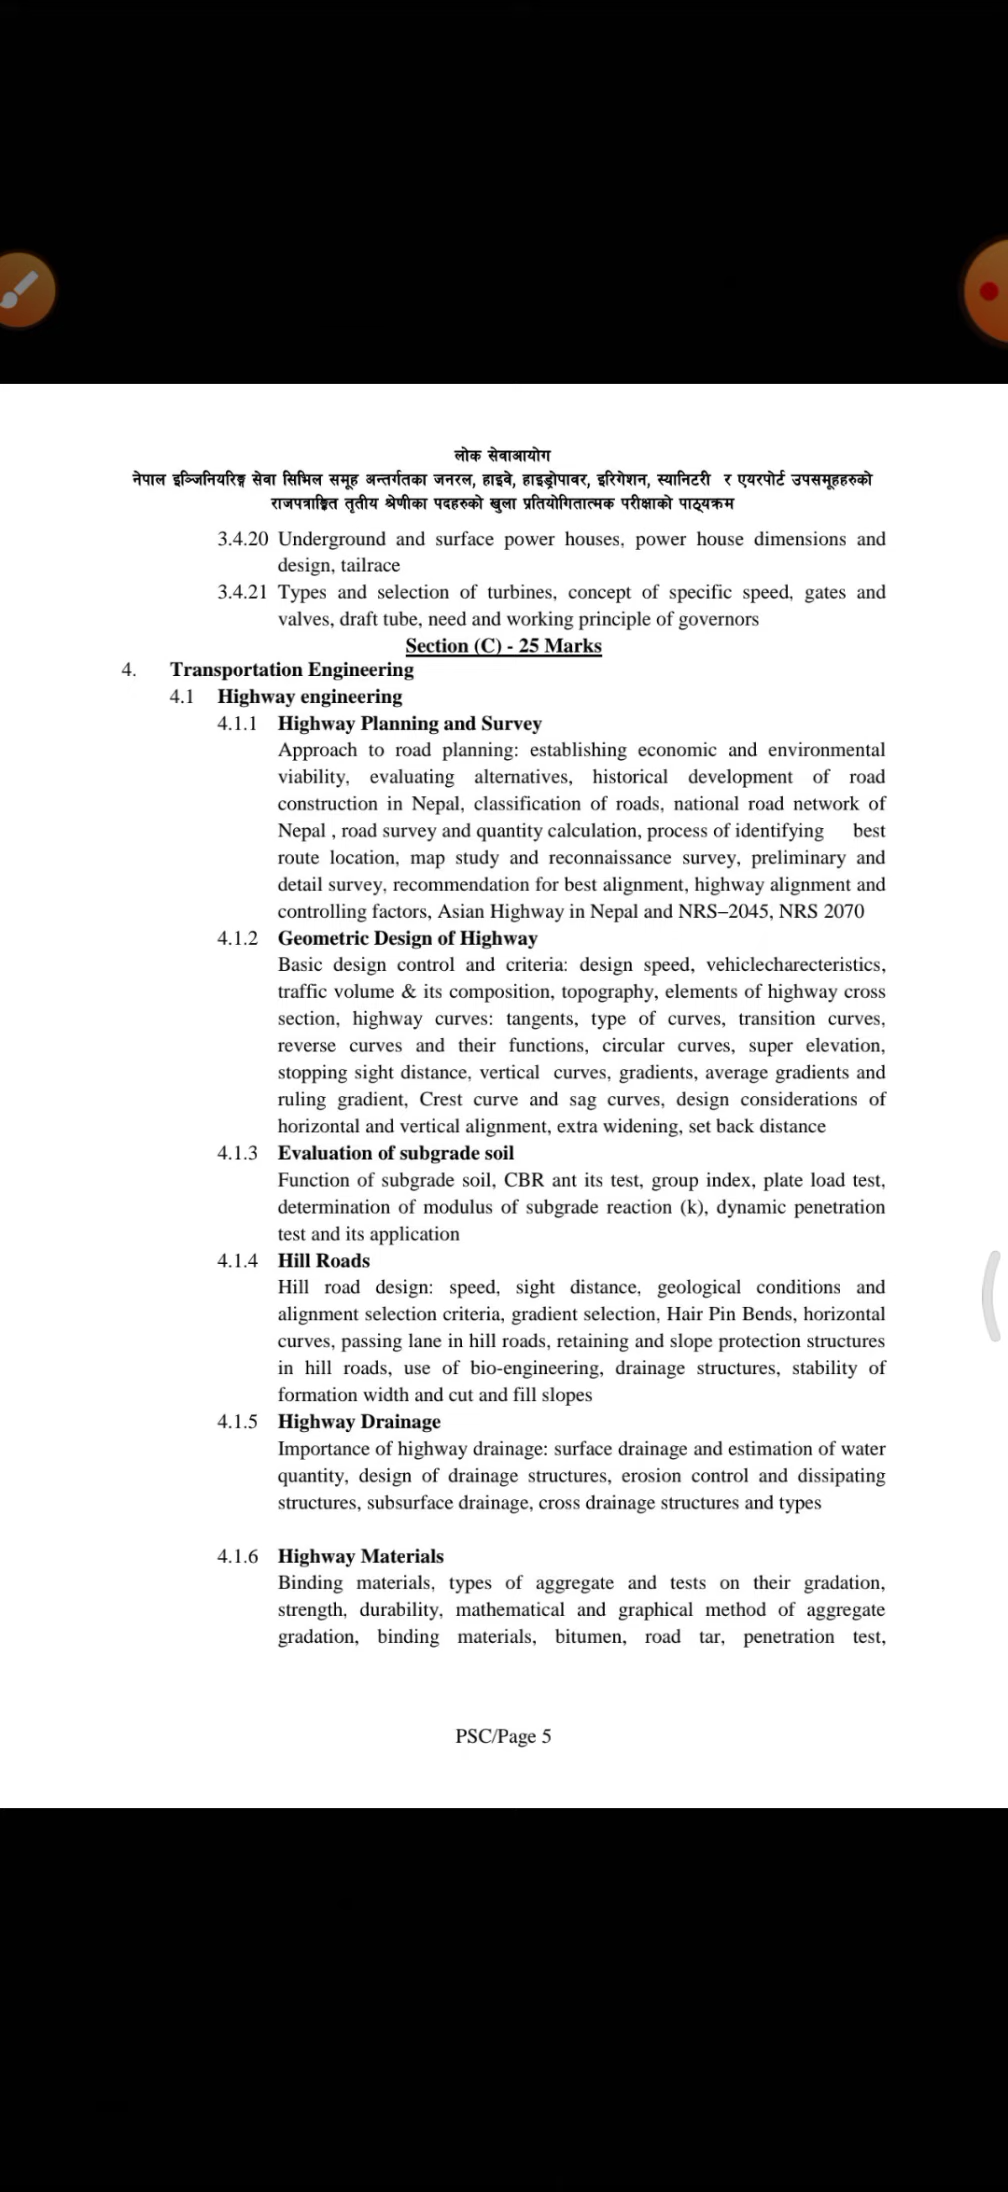 लोक सेवाआयोग
नेपाल इञ्जिनियरिङ्ग सेवा सिभिल समूह अन्तर्गतका जनरल, हाइवे, हाइड्रोपावर, इरिगेशन, स्यानिटरी र एयरपोर्ट उपसमूहहरुको
राजपत्राङ्कित तृतीय श्रेणीका पदहरुको खुला प्रतियोगितात्मक परीक्षाको पाठ्यक्रम
3.4.20 Underground and surface power houses, power house dimensions and
design, tailrace
3.4.21 Types and selection of turbines, concept of specific speed, gates and
valves, draft tube, need and working principle of governors
Section (C) - 25 Marks
4. Transportation Engineering
4.1 Highway engineering
4.1.1 Highway Planning and Survey
Approach to road planning: establishing economic and environmental
viability, evaluating alternatives, historical development of road
construction in Nepal, classification of roads, national road network of
Nepal , road survey and quantity calculation, process of identifying best
route location, map study and reconnaissance survey, preliminary and
detail survey, recommendation for best alignment, highway alignment and
controlling factors, Asian Highway in Nepal and NRS–2045, NRS 2070
4.1.2 Geometric Design of Highway
Basic design control and criteria: design speed, vehiclecharecteristics,
traffic volume & its composition, topography, elements of highway cross
section, highway curves: tangents, type of curves, transition curves,
reverse curves and their functions, circular curves, super elevation,
stopping sight distance, vertical curves, gradients, average gradients and
ruling gradient, Crest curve and sag curves, design considerations of
horizontal and vertical alignment, extra widening, set back distance
4.1.3 Evaluation of subgrade soil
Function of subgrade soil, CBR ant its test, group index, plate load test,
determination of modulus of subgrade reaction (k), dynamic penetration
test and its application
4.1.4 Hill Roads
Hill road design: speed, sight distance, geological conditions and
alignment selection criteria, gradient selection, Hair Pin Bends, horizontal
curves, passing lane in hill roads, retaining and slope protection structures
in hill roads, use of bio-engineering, drainage structures, stability of
formation width and cut and fill slopes
4.1.5 Highway Drainage
Importance of highway drainage: surface drainage and estimation of water
quantity, design of drainage structures, erosion control and dissipating
structures, subsurface drainage, cross drainage structures and types
4.1.6 Highway Materials
Binding materials, types of aggregate and tests on their gradation,
strength, durability, mathematical and graphical method of aggregate
gradation, binding materials, bitumen, road tar, penetration test,
PSC/Page 5